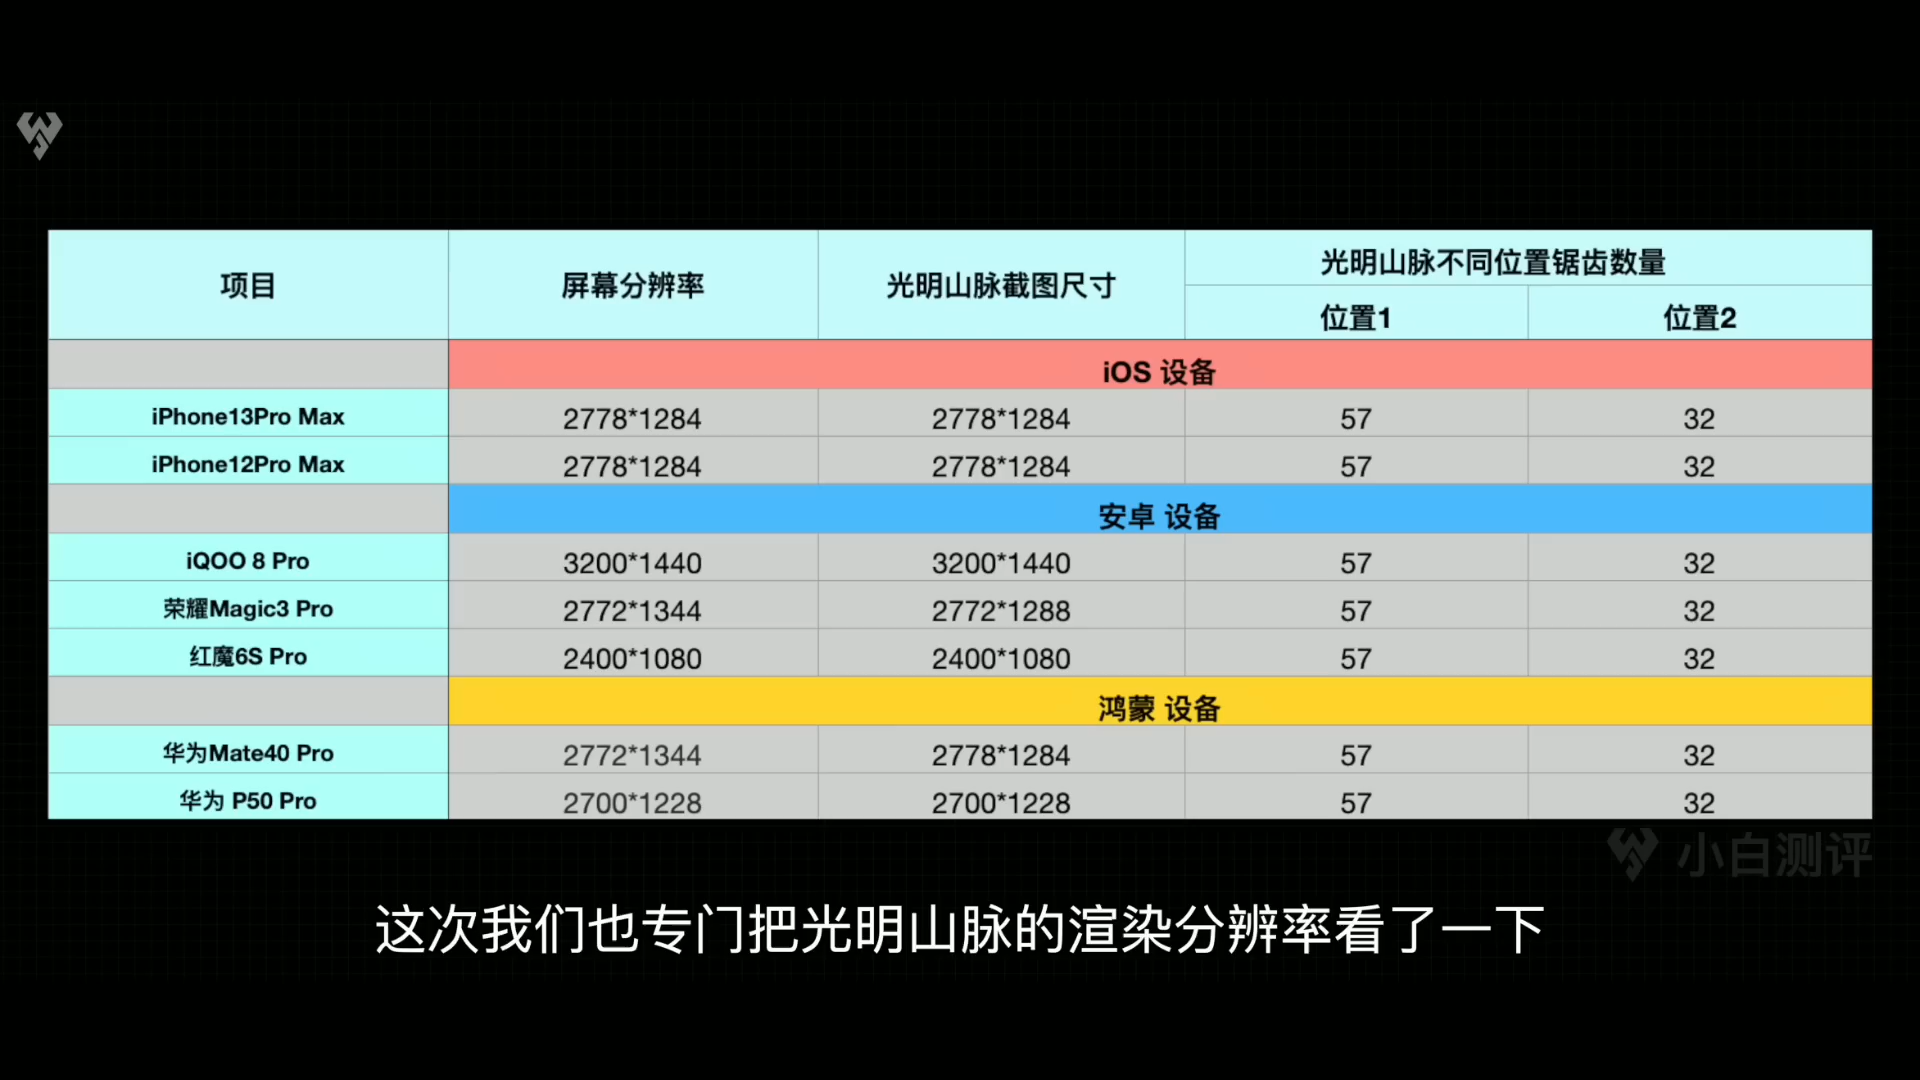 项目 屏幕分辨率 光明山脉截图尺寸 光明山脉不同位置锯齿数量
位置1 位置2
iOS 设备
iPhone13Pro Max 2778*1284 2778*1284 57 32
iPhone12Pro Max 2778*1284 2778*1284 57 32
安卓 设备
iQOO 8 Pro 3200*1440 3200*1440 57 32
荣耀Magic3 Pro 2772*1344 2772*1288 57 32
红魔6S Pro 2400*1080 2400*1080 57 32
鸿蒙 设备
华为Mate40 Pro 2772*1344 2778*1284 57 32
华为 P50 Pro 2700*1228 2700*1228 57 32
小白测评
这次我们也专门把光明山脉的渲染分辨率看了一下